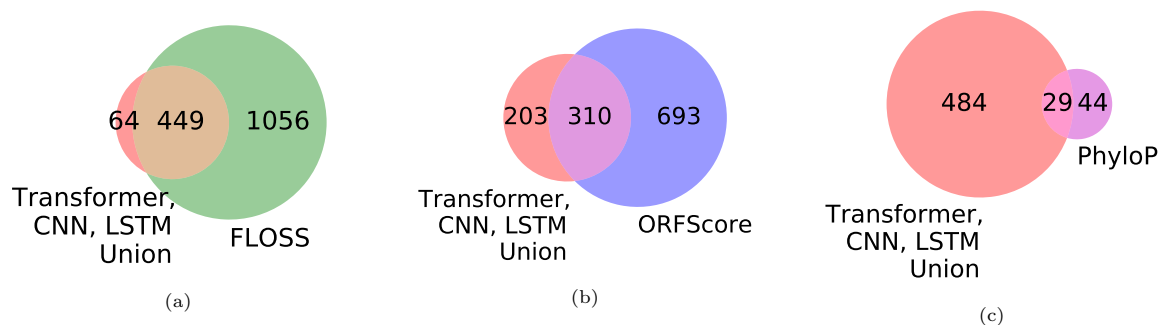 64 449 1056
Transformer,
CNN, LSTM
Union
FLOSS
(a)
203 310 693
Transformer,
CNN, LSTM
Union
ORFScore
(b)
484 29 44
PhyloP
Transformer,
CNN, LSTM
Union
(c)